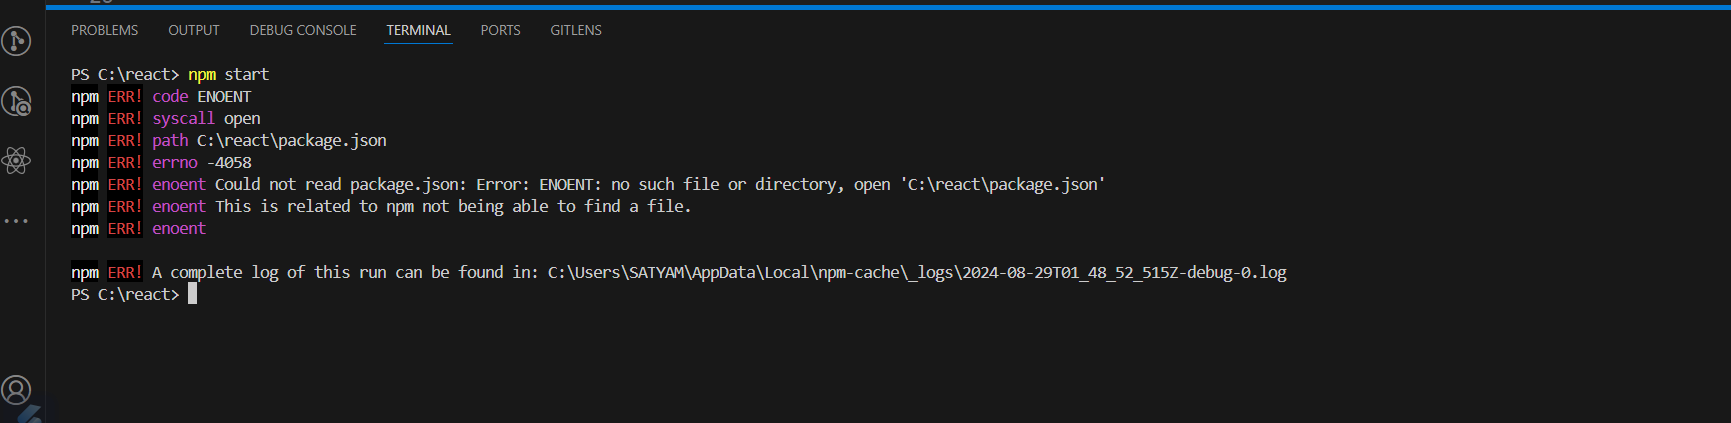 PROBLEMS OUTPUT DEBUG CONSOLE TERMINAL PORTS GITLENS
PS C:\react> npm start
npm ERR! code ENOENT
npm ERR! syscall open
npm ERR! path C:\react\package.json
npm ERR! errno -4058
npm ERR! enoent Could not read package.json: Error: ENOENT: no such file or directory, open 'C:\react\package.json'
npm ERR! enoent This is related to npm not being able to find a file.
npm ERR! enoent
npm ERR! A complete log of this run can be found in: C:\Users\SATYAM\AppData\Local\npm-cache\_logs\2024-08-29T01_48_52_515Z-debug-0.log
PS C:\react>